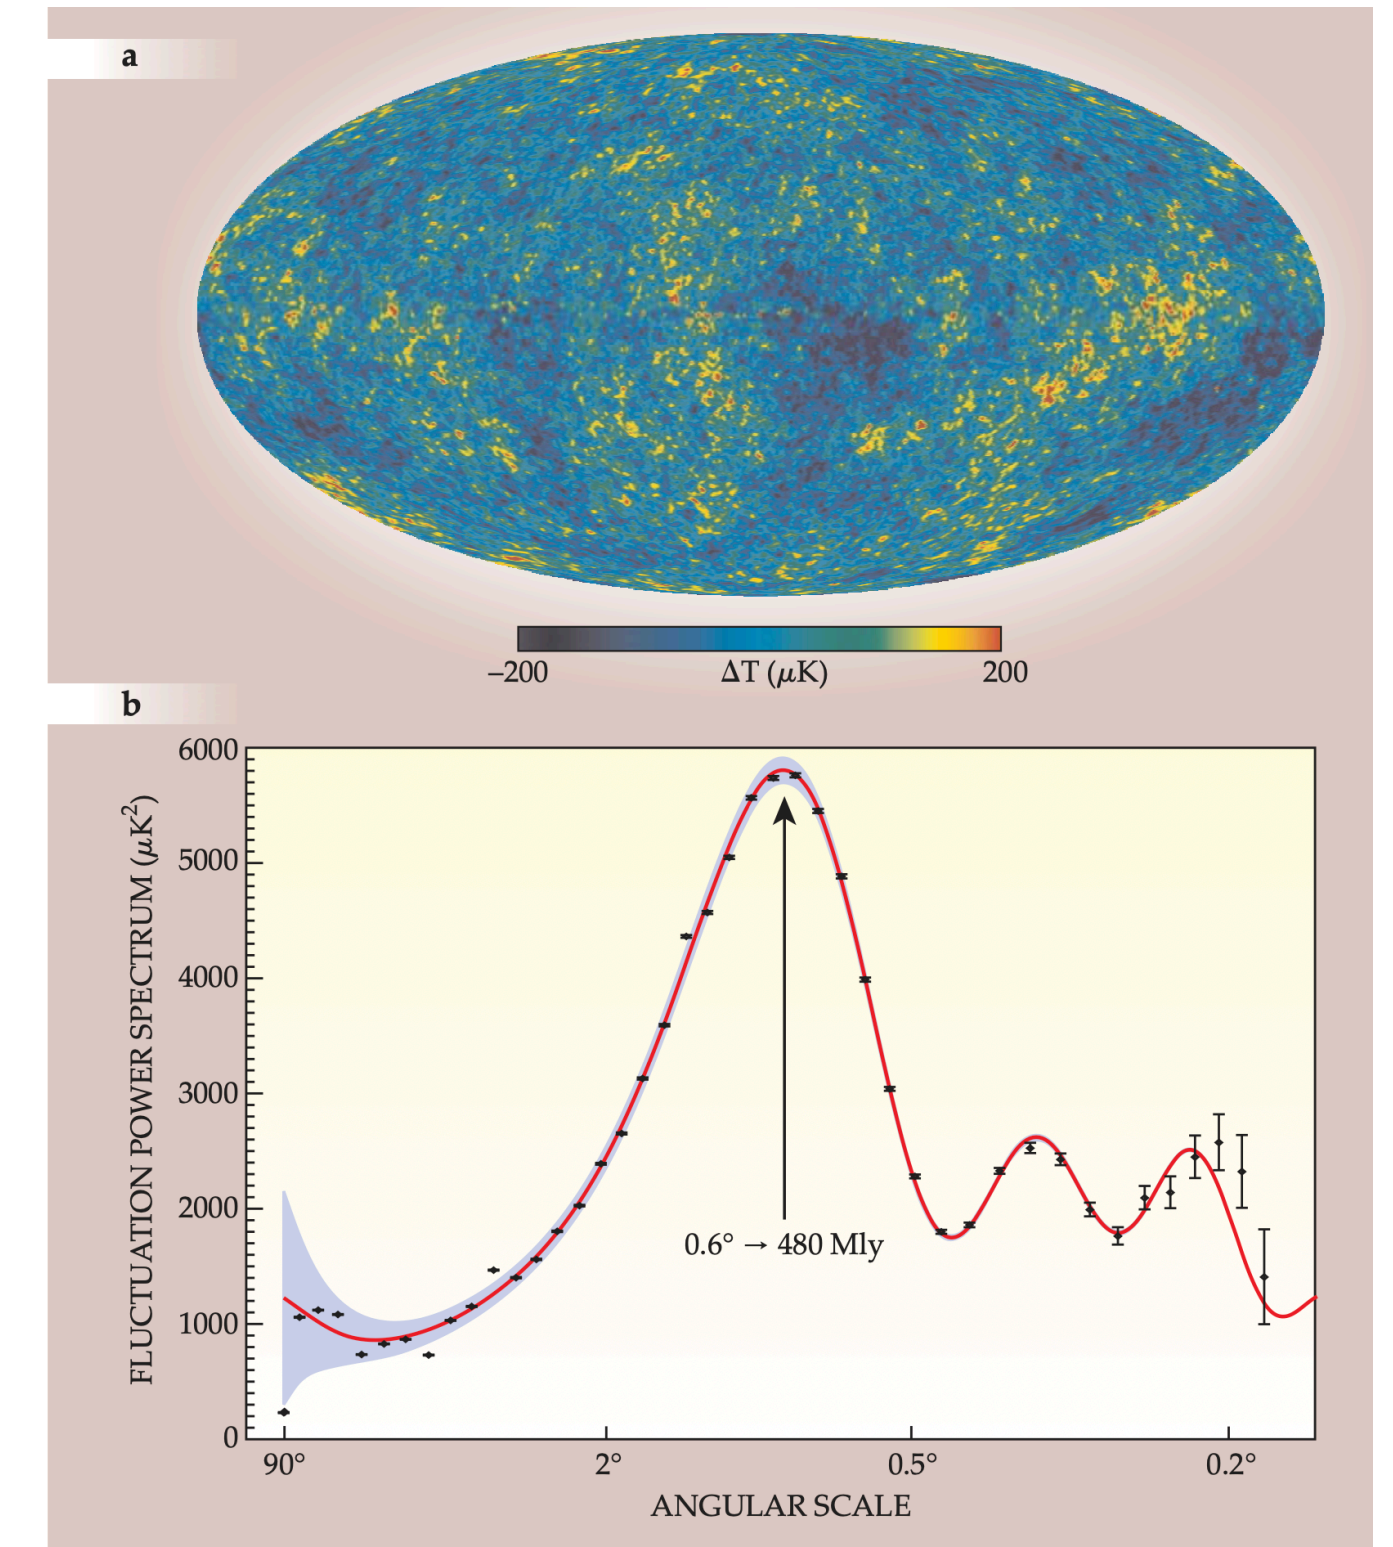 a
–200 ΔT (μK) 200
b
FLUCTUATION POWER SPECTRUM (μK²)
6000
5000
4000
3000
2000
1000
0
0.6° → 480 Mly
90° 2° 0.5° 0.2°
ANGULAR SCALE